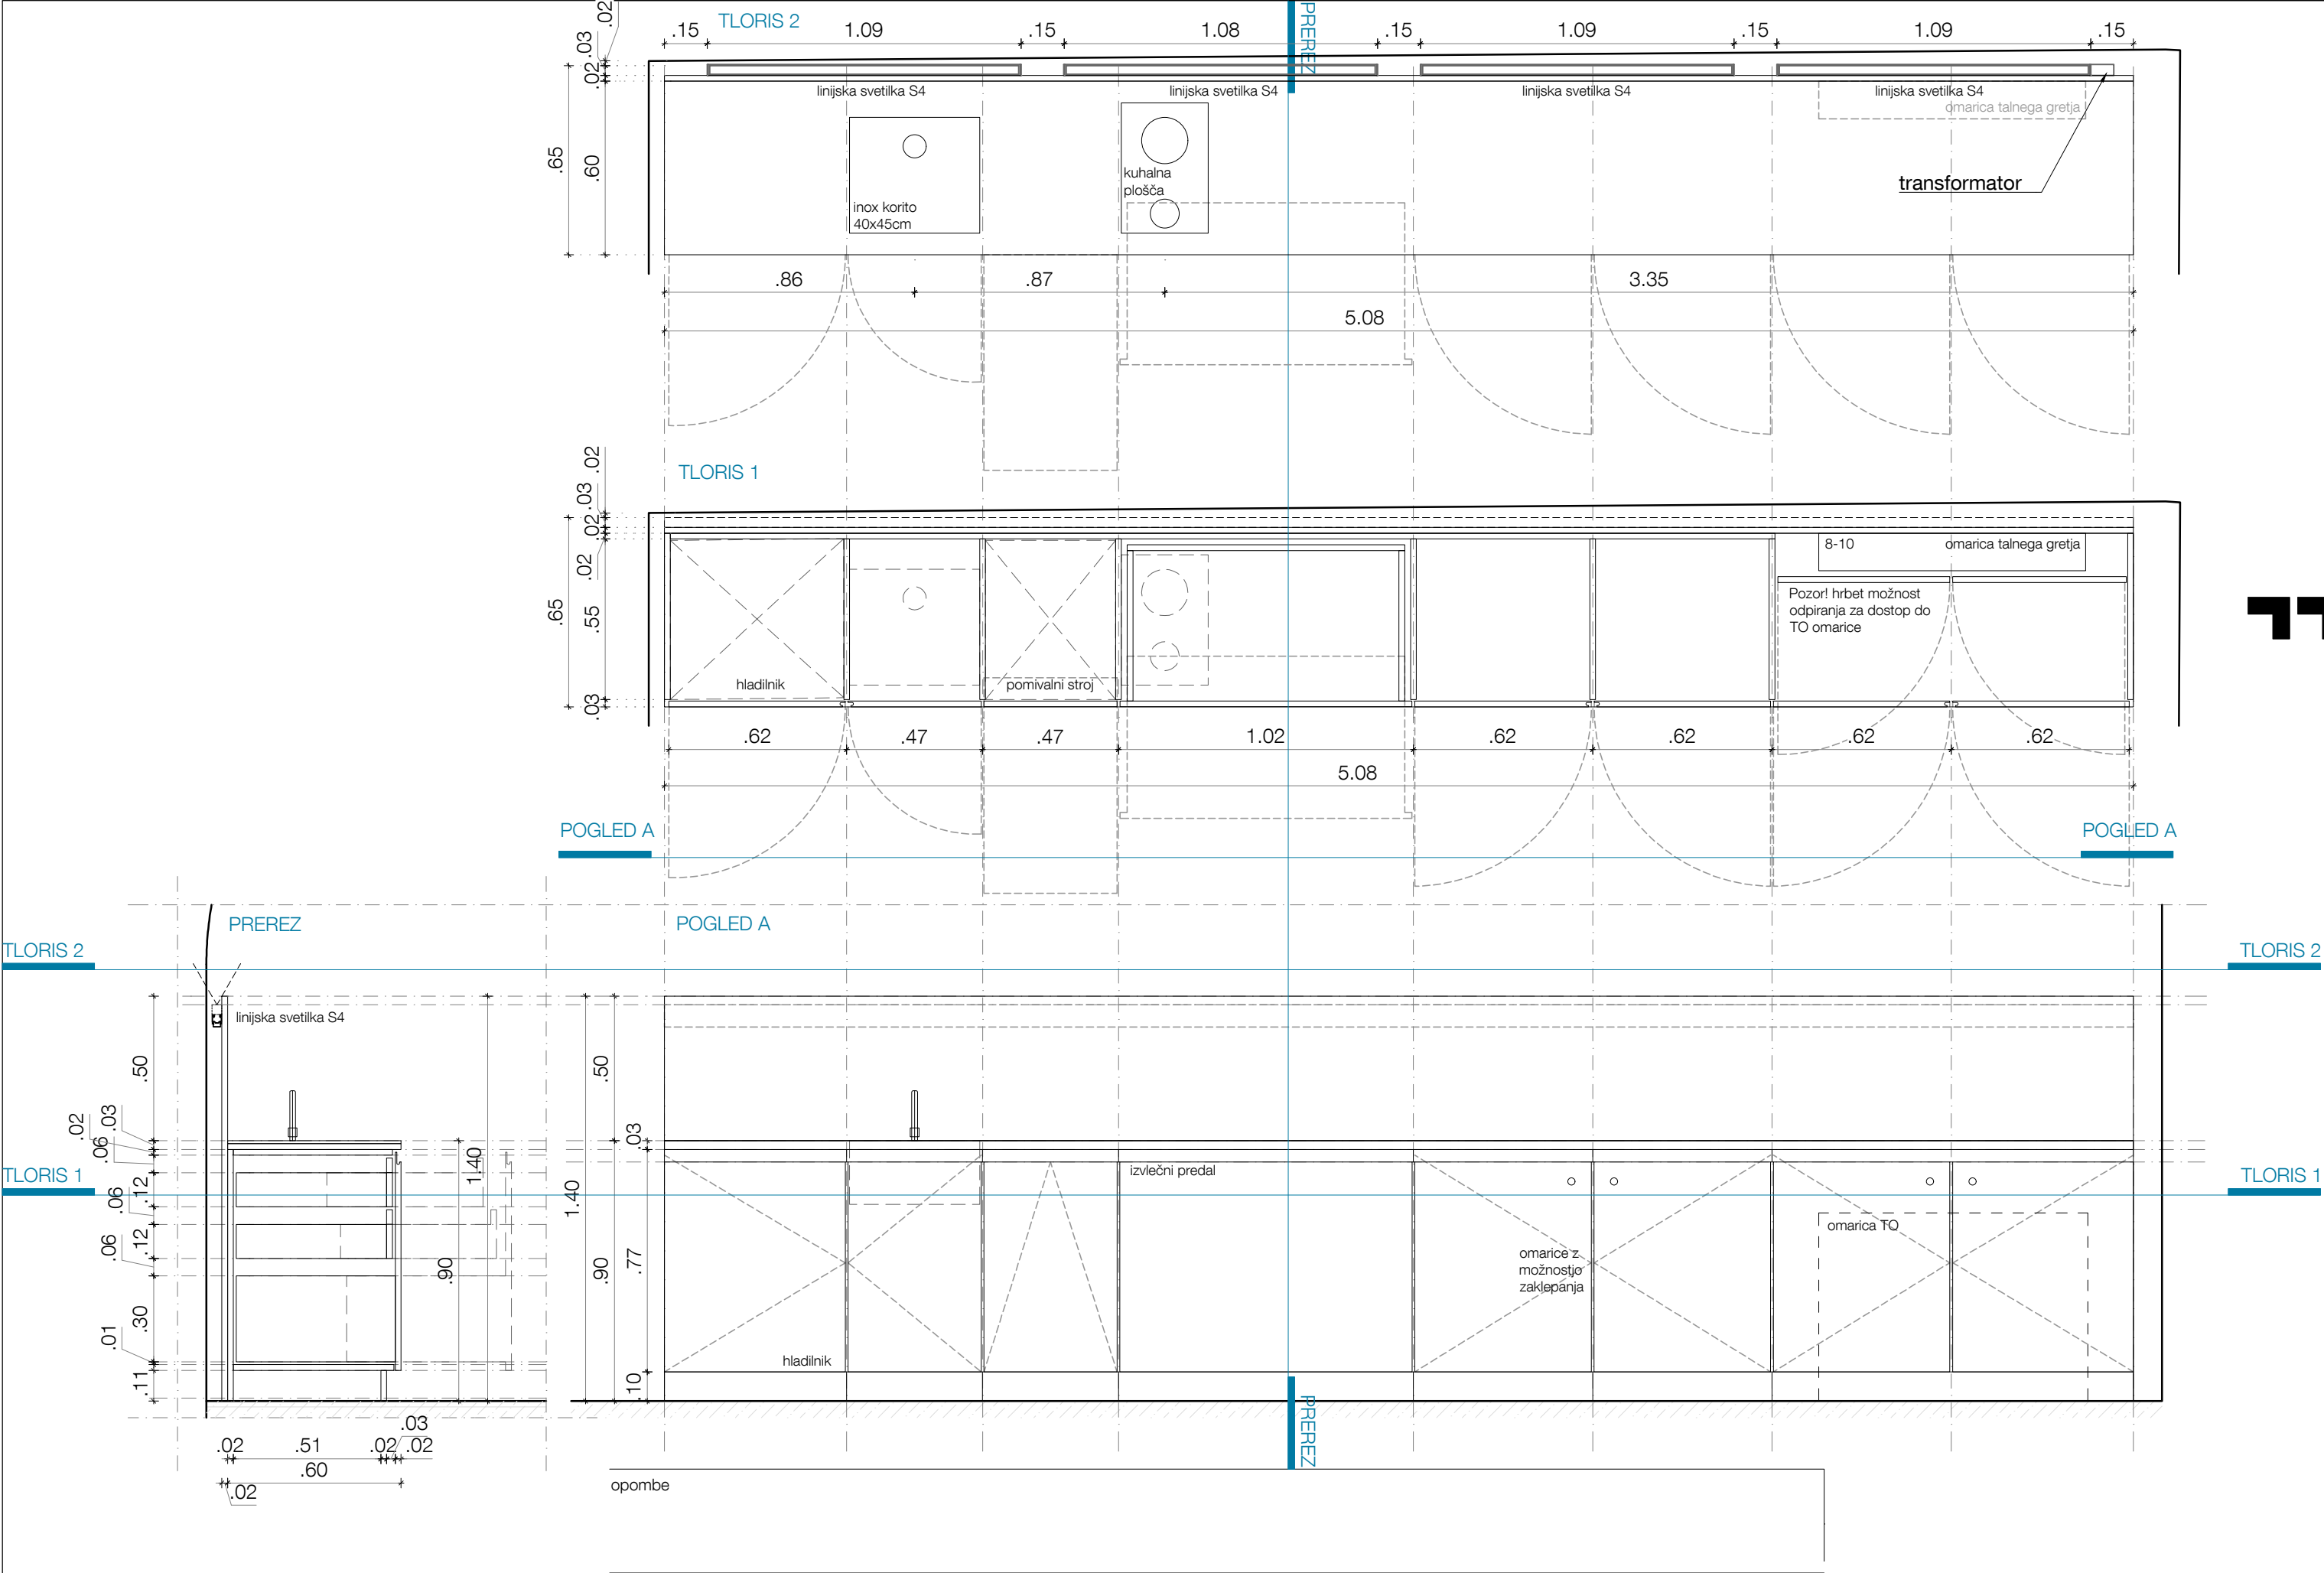 .02
TLORIS 2
PREREZ
.15 1.09 .15 1.08 .15 1.09 .15 1.09 .15
.03
.02
linijska svetilka S4
linijska svetilka S4
linijska svetilka S4
linijska svetilka S4
omarica talnega gretja
.65
.60
kuhalna
plošča
transformator
inox korito
40x45cm
.86 .87 3.35
5.08
.02
TLORIS 1
.03
.02
.02
8-10 omarica talnega gretja
Pozor! hrbet možnost
odpiranja za dostop do
TO omarice
.65
.55
hladilnik
pomivalni stroj
.03
.62 .47 .47 1.02 .62 .62 .62 .62
5.08
POGLED A
POGLED A
PREREZ
POGLED A
TLORIS 2
TLORIS 2
linijska svetilka S4
.50
.50
.02
.03
.06
.03
TLORIS 1
TLORIS 1
1.40
1.40
izvlečni predal
.12
.06
.12
.06
omarica TO
omarice z
možnostjo
zaklepanja
.90
.90
.77
.30
.01
hladilnik
.11
.10
PREREZ
.03
.02 .51 .02 .02
.60
.02
opombe